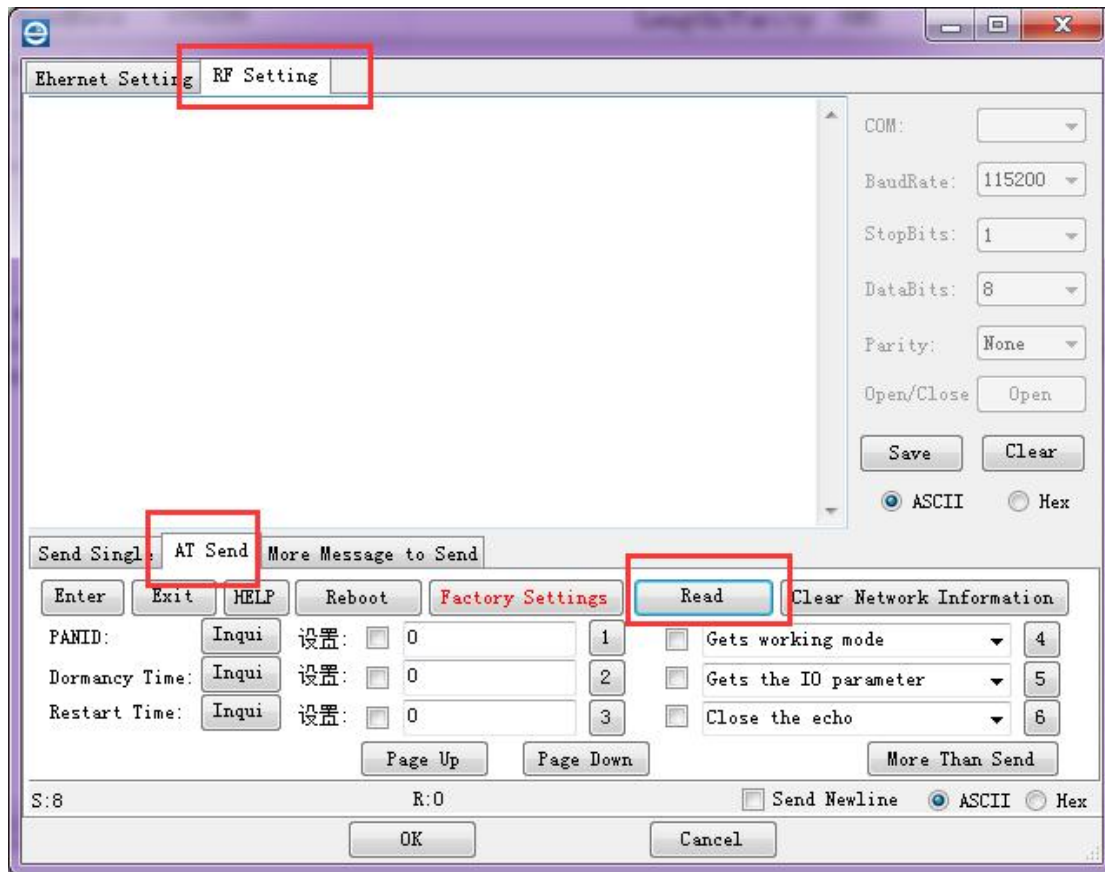 Ehernet Setting RF Setting
COM:
BaudRate: 115200
StopBits: 1
DataBits: 8
Parity: None
Open/Close Open
Save Clear
ASCII Hex
Send Single AT Send More Message to Send
Enter Exit HELP Reboot Factory Settings Read Clear Network Information
PANID: Inqui 设置: 0 1 Gets working mode 4
Dormancy Time: Inqui 设置: 0 2 Gets the IO parameter 5
Restart Time: Inqui 设置: 0 3 Close the echo 6
Page Up Page Down More Than Send
S:8 R:0 Send Newline ASCII Hex
OK Cancel